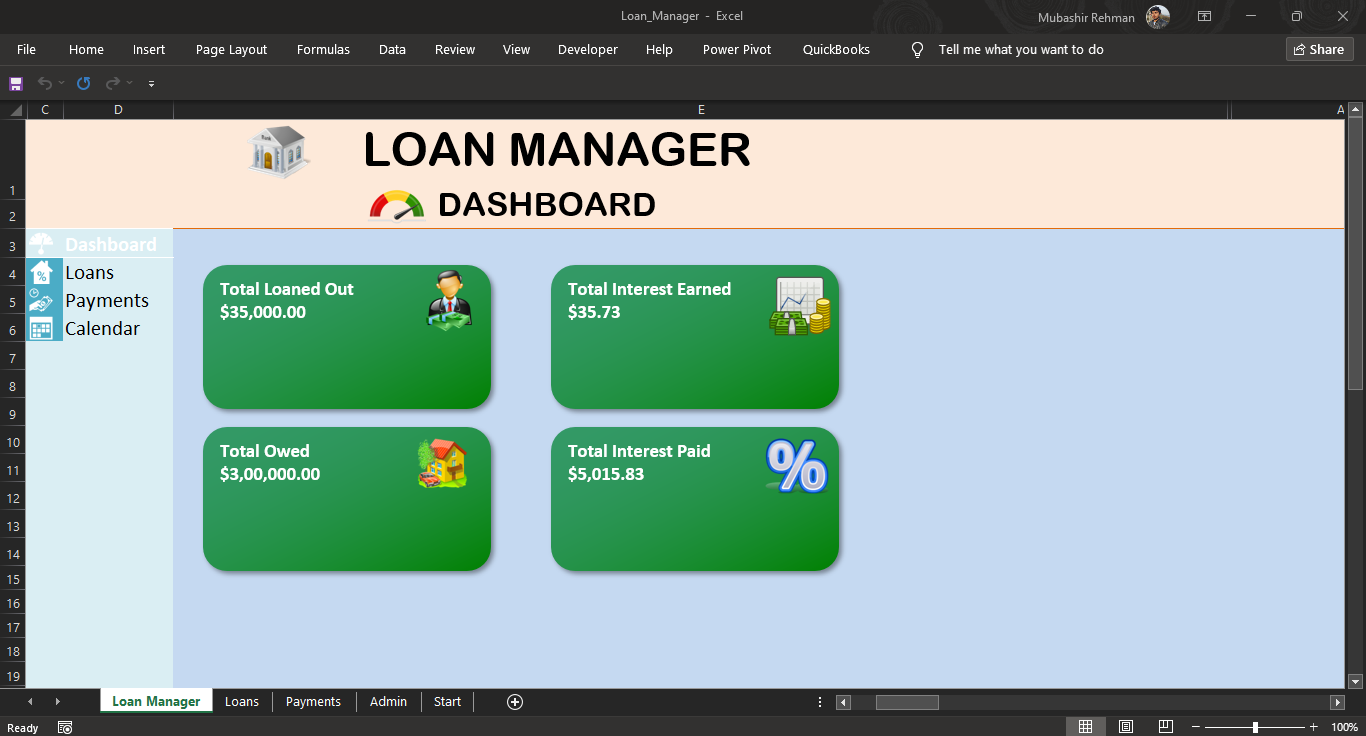 Loan_Manager - Excel
Mubashir Rehman
File Home Insert Page Layout Formulas Data Review View Developer Help Power Pivot QuickBooks Tell me what you want to do Share
C D E A
LOAN MANAGER
1
DASHBOARD
2
3 Dashboard
4 % Loans
5 Payments
6 Calendar
Total Loaned Out
$35,000.00
Total Interest Earned
$35.73
7
8
9
10
11
12
13
14
15
16
17
18
19
Total Owed
$3,00,000.00
Total Interest Paid
$5,015.83
%
Loan Manager Loans Payments Admin Start
Ready
100%